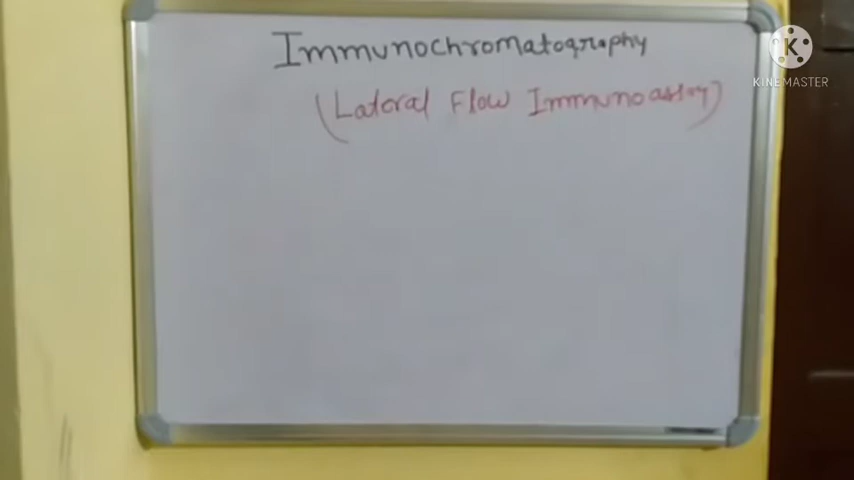 Immunochromatography
(Lateral Flow Immunoassay)
K
KINEMASTER